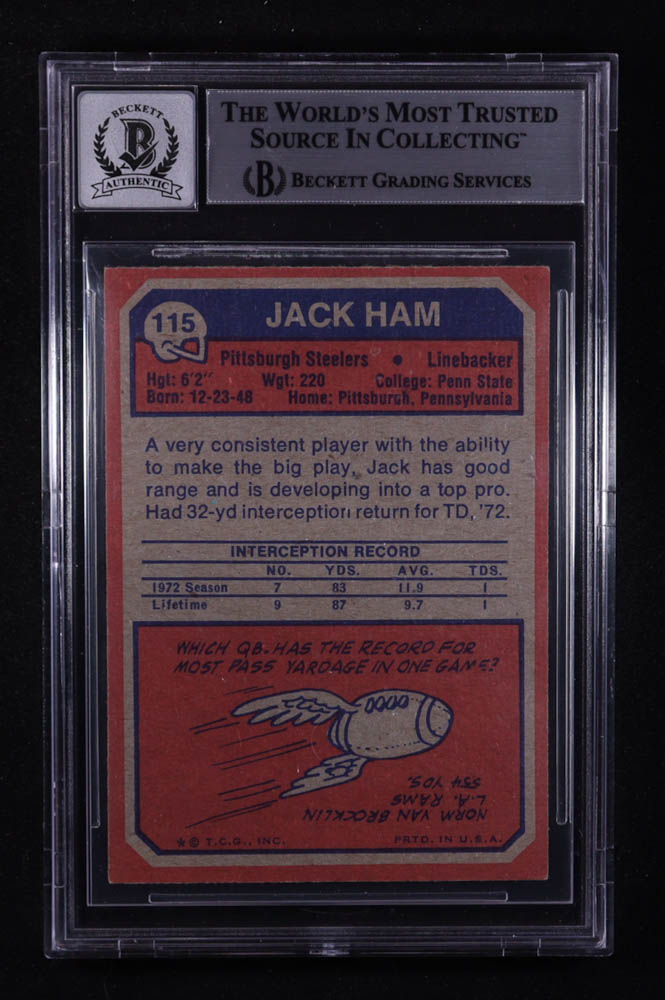 BECKETT
B
AUTHENTIC
THE WORLD'S MOST TRUSTED
SOURCE IN COLLECTING™
B BECKETT GRADING SERVICES
115
JACK HAM
Pittsburgh Steelers • Linebacker
Hgt: 6'2" Wgt: 220 College: Penn State
Born: 12-23-48 Home: Pittsburgh, Pennsylvania
A very consistent player with the ability
to make the big play, Jack has good
range and is developing into a top pro.
Had 32-yd interception return for TD, '72.
INTERCEPTION RECORD
NO. YDS. AVG. TDS.
1972 Season 7 83 11.9 1
Lifetime 9 87 9.7 1
WHICH QB. HAS THE RECORD FOR
MOST PASS YARDAGE IN ONE GAME?
NORM VAN BROCKLIN
L.A. RAMS
554 YDS.
* © T.C.G., INC. PRTD. IN U.S.A.